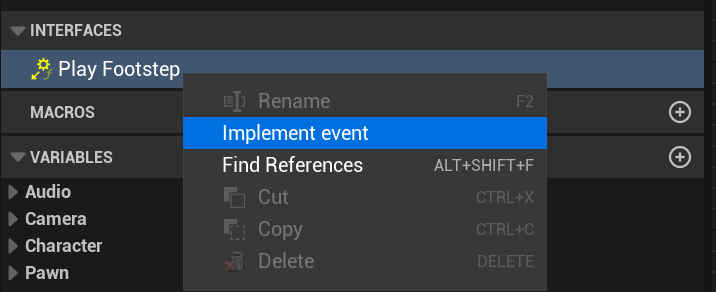 INTERFACES
Play Footstep
Rename F2
MACROS
Implement event
VARIABLES
Find References ALT+SHIFT+F
Audio
Cut CTRL+X
Camera
Copy CTRL+C
Character
Delete DELETE
Pawn